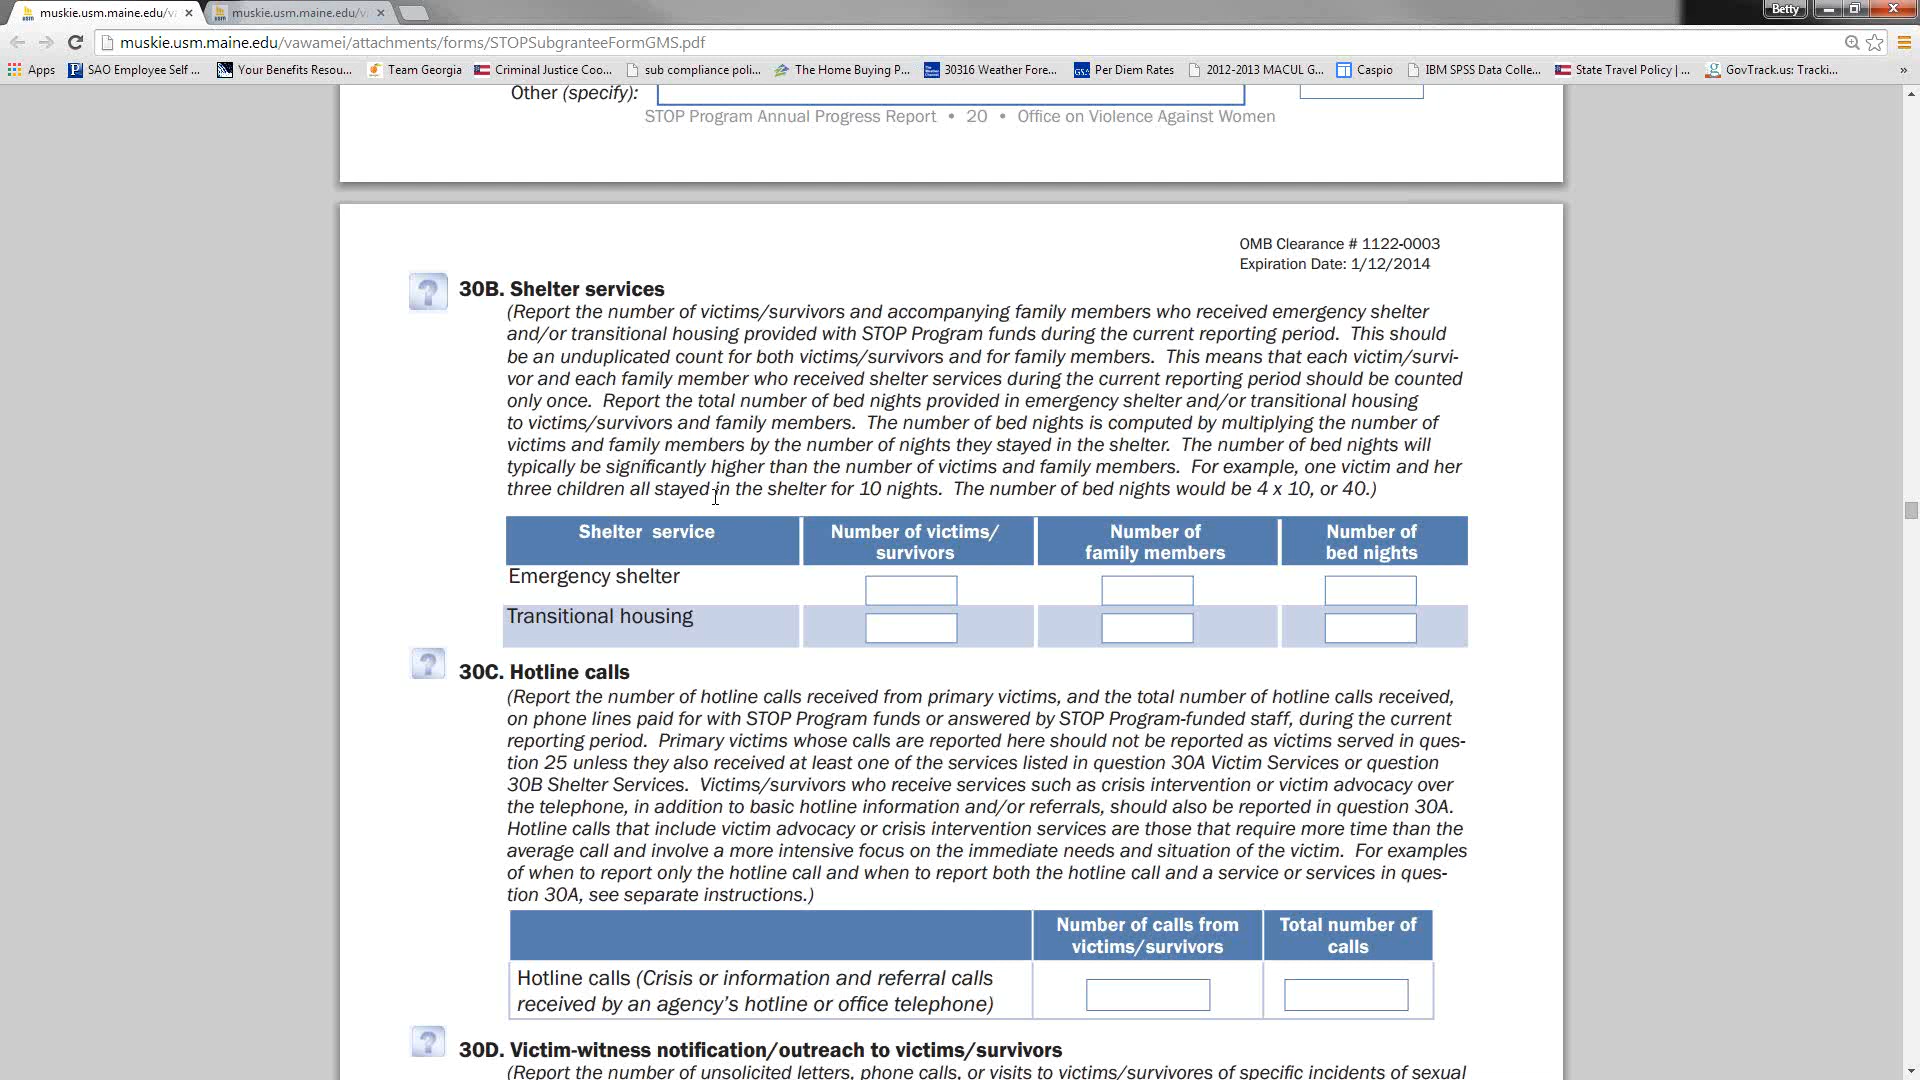 muskie.usm.maine.edu/v
muskie.usm.maine.edu/v
Betty
muskie.usm.maine.edu/vawamei/attachments/forms/STOPSubgranteeFormGMS.pdf
Apps
SAO Employee Self ...
Your Benefits Resou...
Team Georgia
Criminal Justice Coo...
sub compliance poli...
The Home Buying P...
30316 Weather Fore...
GSA
Per Diem Rates
2012-2013 MACUL G...
Caspio
IBM SPSS Data Colle...
State Travel Policy | ...
GovTrack.us: Tracki...
»
Other (specify):
STOP Program Annual Progress Report • 20 • Office on Violence Against Women
OMB Clearance # 1122-0003
Expiration Date: 1/12/2014
? 30B. Shelter services
(Report the number of victims/survivors and accompanying family members who received emergency shelter
and/or transitional housing provided with STOP Program funds during the current reporting period.  This should
be an unduplicated count for both victims/survivors and for family members.  This means that each victim/survi-
vor and each family member who received shelter services during the current reporting period should be counted
only once.  Report the total number of bed nights provided in emergency shelter and/or transitional housing
to victims/survivors and family members.  The number of bed nights is computed by multiplying the number of
victims and family members by the number of nights they stayed in the shelter.  The number of bed nights will
typically be significantly higher than the number of victims and family members.  For example, one victim and her
three children all stayed in the shelter for 10 nights.  The number of bed nights would be 4 x 10, or 40.)
Shelter  service
Number of victims/
survivors
Number of
family members
Number of
bed nights
Emergency shelter
Transitional housing
? 30C. Hotline calls
(Report the number of hotline calls received from primary victims, and the total number of hotline calls received,
on phone lines paid for with STOP Program funds or answered by STOP Program-funded staff, during the current
reporting period.  Primary victims whose calls are reported here should not be reported as victims served in ques-
tion 25 unless they also received at least one of the services listed in question 30A Victim Services or question
30B Shelter Services.  Victims/survivors who receive services such as crisis intervention or victim advocacy over
the telephone, in addition to basic hotline information and/or referrals, should also be reported in question 30A.
Hotline calls that include victim advocacy or crisis intervention services are those that require more time than the
average call and involve a more intensive focus on the immediate needs and situation of the victim.  For examples
of when to report only the hotline call and when to report both the hotline call and a service or services in ques-
tion 30A, see separate instructions.)
Number of calls from
victims/survivors
Total number of
calls
Hotline calls (Crisis or information and referral calls
received by an agency’s hotline or office telephone)
? 30D. Victim-witness notification/outreach to victims/survivors
(Report the number of unsolicited letters, phone calls, or visits to victims/survivores of specific incidents of sexual